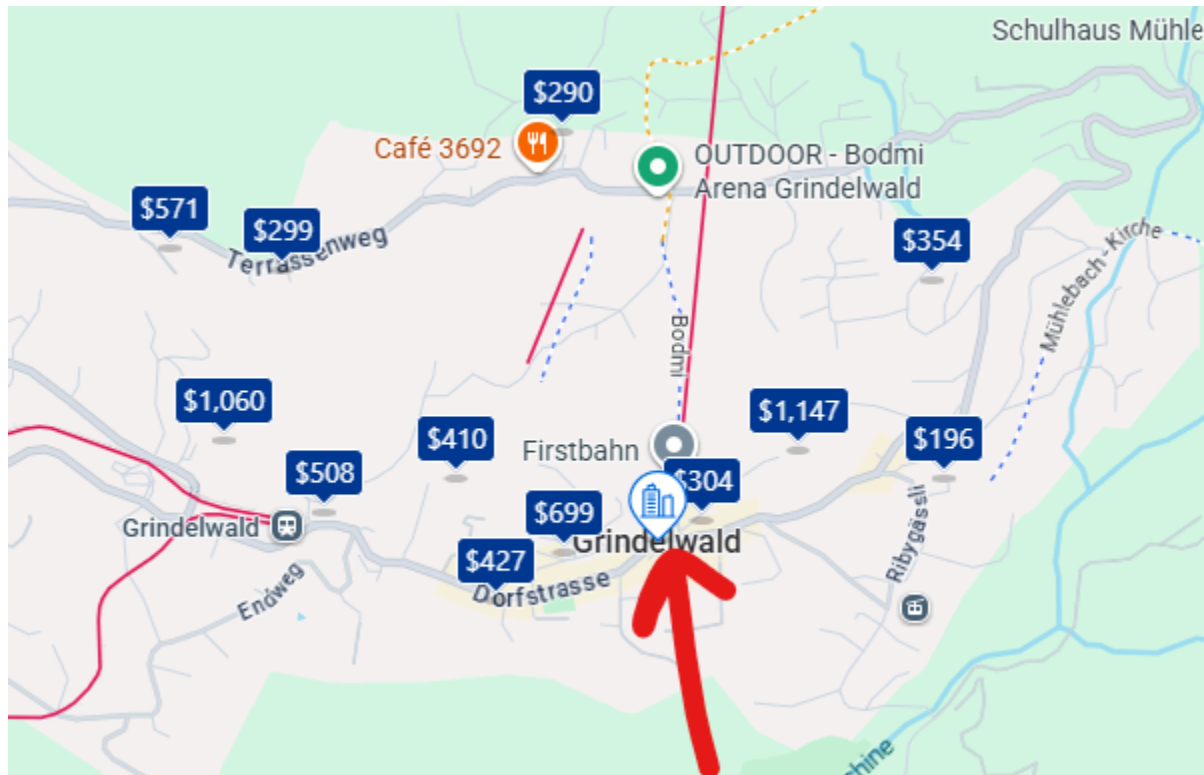 Schulhaus Mühle
$290
Café 3692
OUTDOOR - Bodmi
Arena Grindelwald
$571
$299
Terrassenweg
$354
Mühlebach-Kirche
Bodmi
$1,060
$410
$1,147
Firstbahn
$196
$508
$304
Grindelwald
$699
Grindelwald
$427
Dorfstrasse
Endweg
Ribygässli
shine